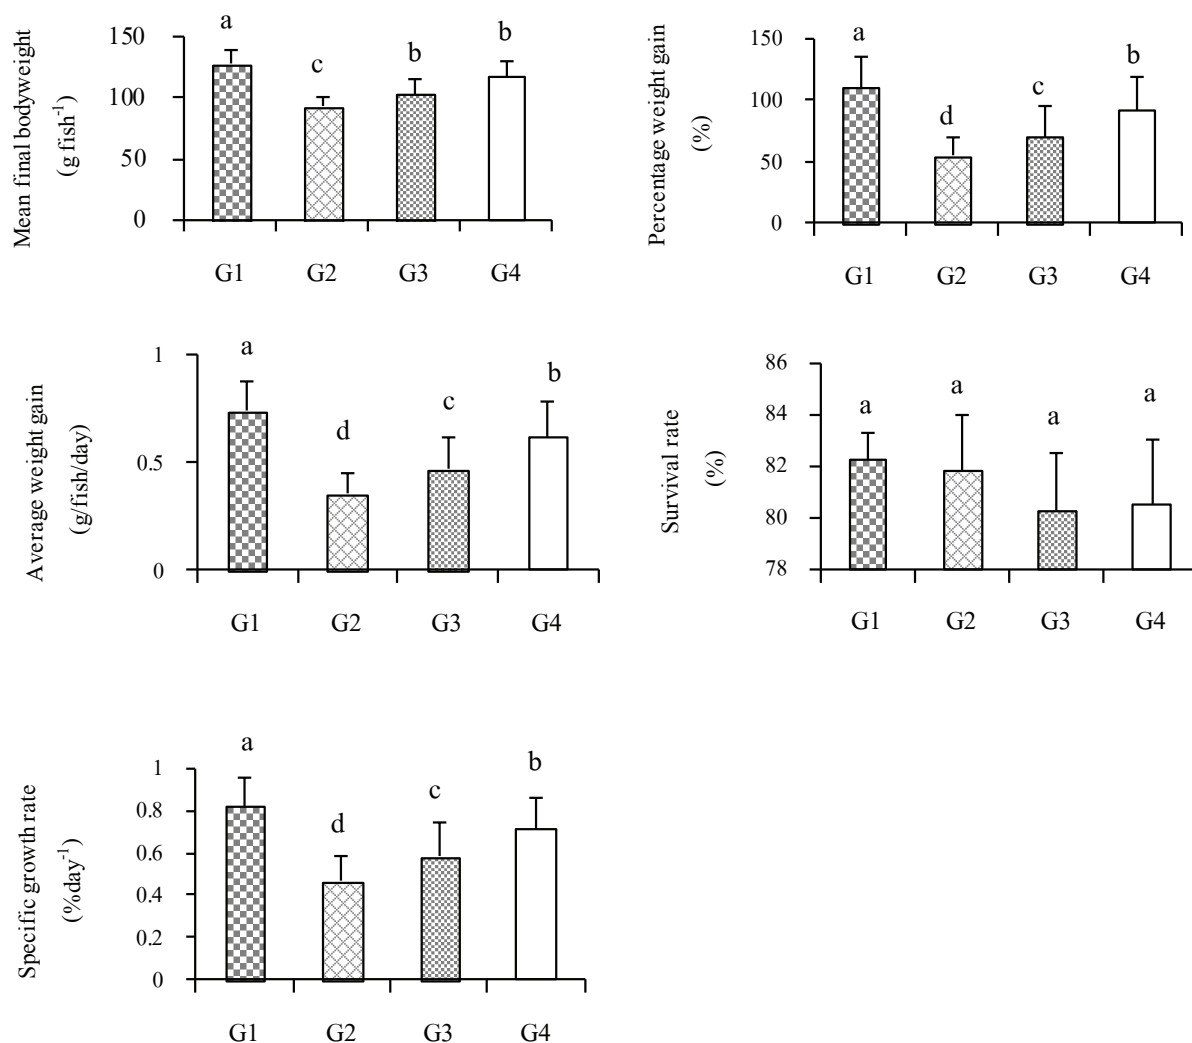 Mean final bodyweight
(g fish-1)
150
100
50
0
a
c
b
b
G1
G2
G3
G4
Percentage weight gain
(%)
150
100
50
0
a
d
c
b
G1
G2
G3
G4
Average weight gain
(g/fish/day)
1
0.5
0
a
d
c
b
G1
G2
G3
G4
Survival rate
(%)
86
84
82
80
78
a
a
a
a
G1
G2
G3
G4
Specific growth rate
(%day-1)
1
0.8
0.6
0.4
0.2
0
a
d
c
b
G1
G2
G3
G4